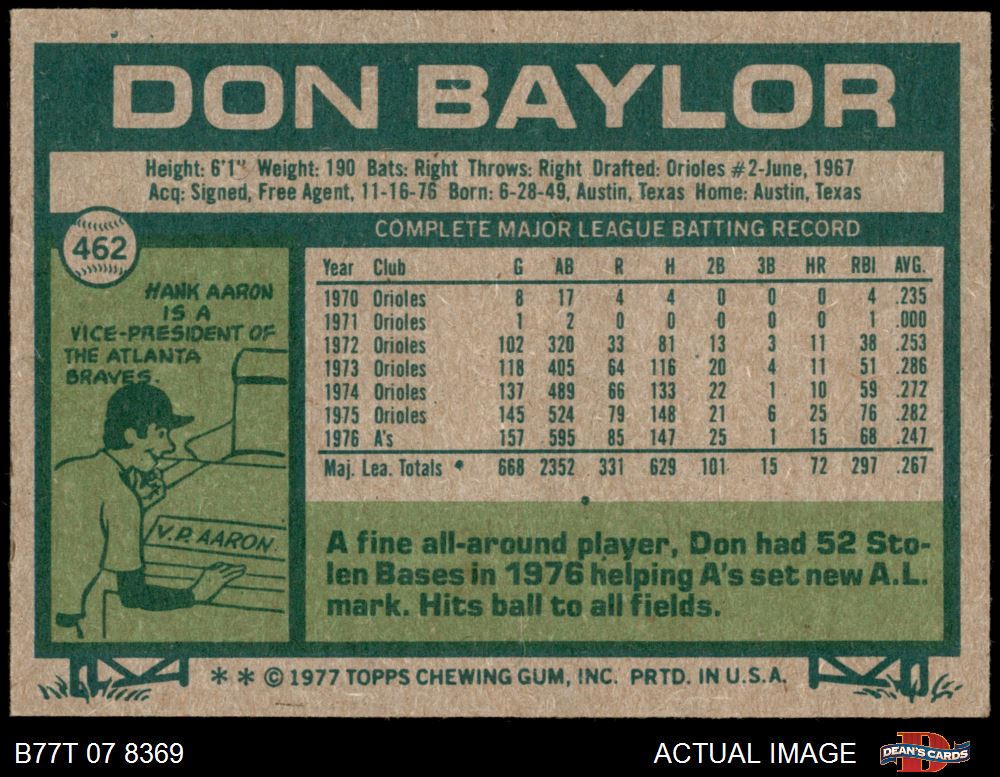 DON BAYLOR
Height: 6'1" Weight: 190 Bats: Right Throws: Right Drafted: Orioles #2-June, 1967
Acq: Signed, Free Agent, 11-16-76 Born: 6-28-49, Austin, Texas Home: Austin, Texas
462
HANK AARON
IS A
VICE-PRESIDENT OF
THE ATLANTA
BRAVES.
V.P. AARON
COMPLETE MAJOR LEAGUE BATTING RECORD
Year Club G AB R H 2B 3B HR RBI AVG.
1970 Orioles 8 17 4 4 0 0 0 4 .235
1971 Orioles 1 2 0 0 0 0 0 1 .000
1972 Orioles 102 320 33 81 13 3 11 38 .253
1973 Orioles 118 405 64 116 20 4 11 51 .286
1974 Orioles 137 489 66 133 22 1 10 59 .272
1975 Orioles 145 524 79 148 21 6 25 76 .282
1976 A's 157 595 85 147 25 1 15 68 .247
Maj. Lea. Totals 668 2352 331 629 101 15 72 297 .267
A fine all-around player, Don had 52 Sto-
len Bases in 1976 helping A's set new A.L.
mark. Hits ball to all fields.
* * © 1977 TOPPS CHEWING GUM, INC. PRTD. IN U.S.A.
B77T 07 8369
ACTUAL IMAGE
DEAN'S CARDS